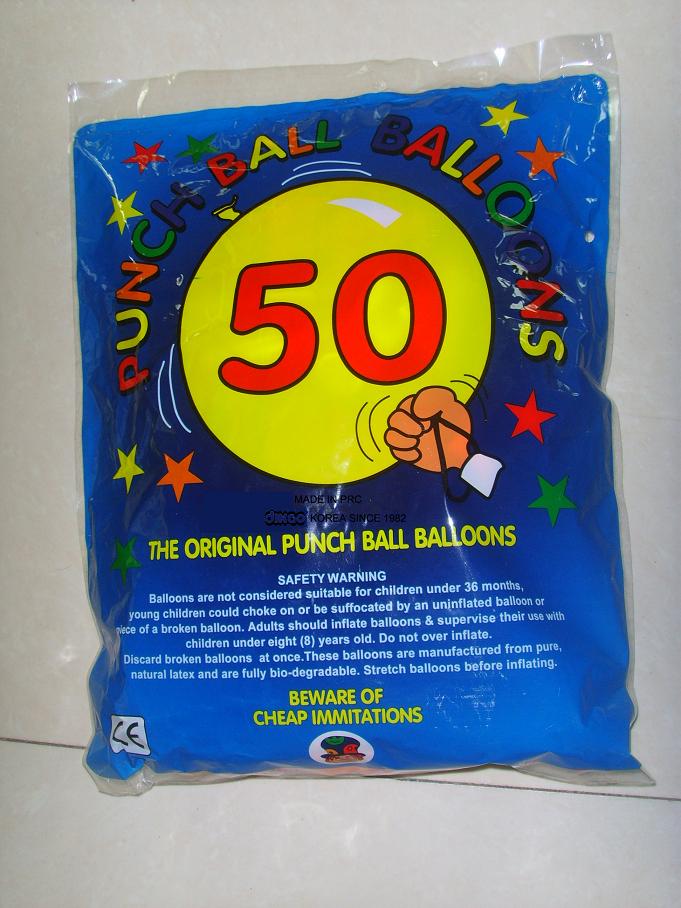 PUNCH BALL BALLOONS
50
MADE IN PRC
KOREA SINCE 1982
THE ORIGINAL PUNCH BALL BALLOONS
SAFETY WARNING
Balloons are not considered suitable for children under 36 months,
young children could choke on or be suffocated by an uninflated balloon or
piece of a broken balloon. Adults should inflate balloons & supervise their use with
children under eight (8) years old. Do not over inflate.
Discard broken balloons at once.These balloons are manufactured from pure,
natural latex and are fully bio-degradable. Stretch balloons before inflating.
BEWARE OF
CHEAP IMMITATIONS
CE